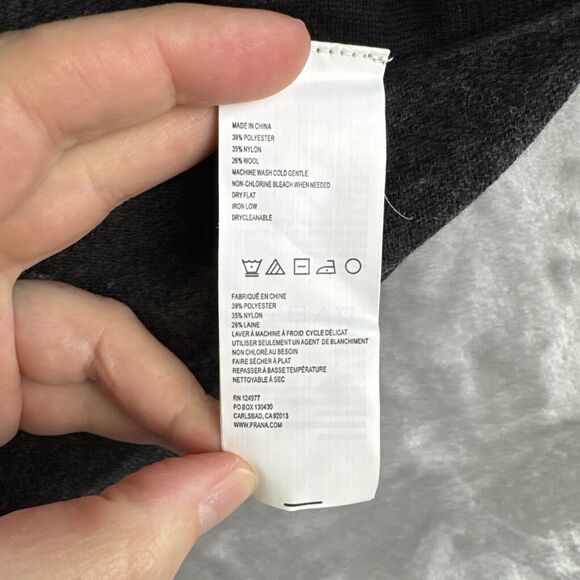 MADE IN CHINA
39% POLYESTER
35% NYLON
26% WOOL
MACHINE WASH COLD GENTLE
NON-CHLORINE BLEACH WHEN NEEDED
DRY FLAT
IRON LOW
DRYCLEANABLE
FABRIQUÉ EN CHINE
39% POLYESTER
35% NYLON
26% LAINE
LAVER À MACHINE À FROID CYCLE DÉLICAT
UTILISER SEULEMENT UN AGENT DE BLANCHIMENT
NON CHLORÉ AU BESOIN
FAIRE SÉCHER À PLAT
REPASSER À BASSE TEMPÉRATURE
NETTOYABLE À SEC
RN 124977
PO BOX 130430
CARLSBAD, CA 92013
WWW.PRANA.COM